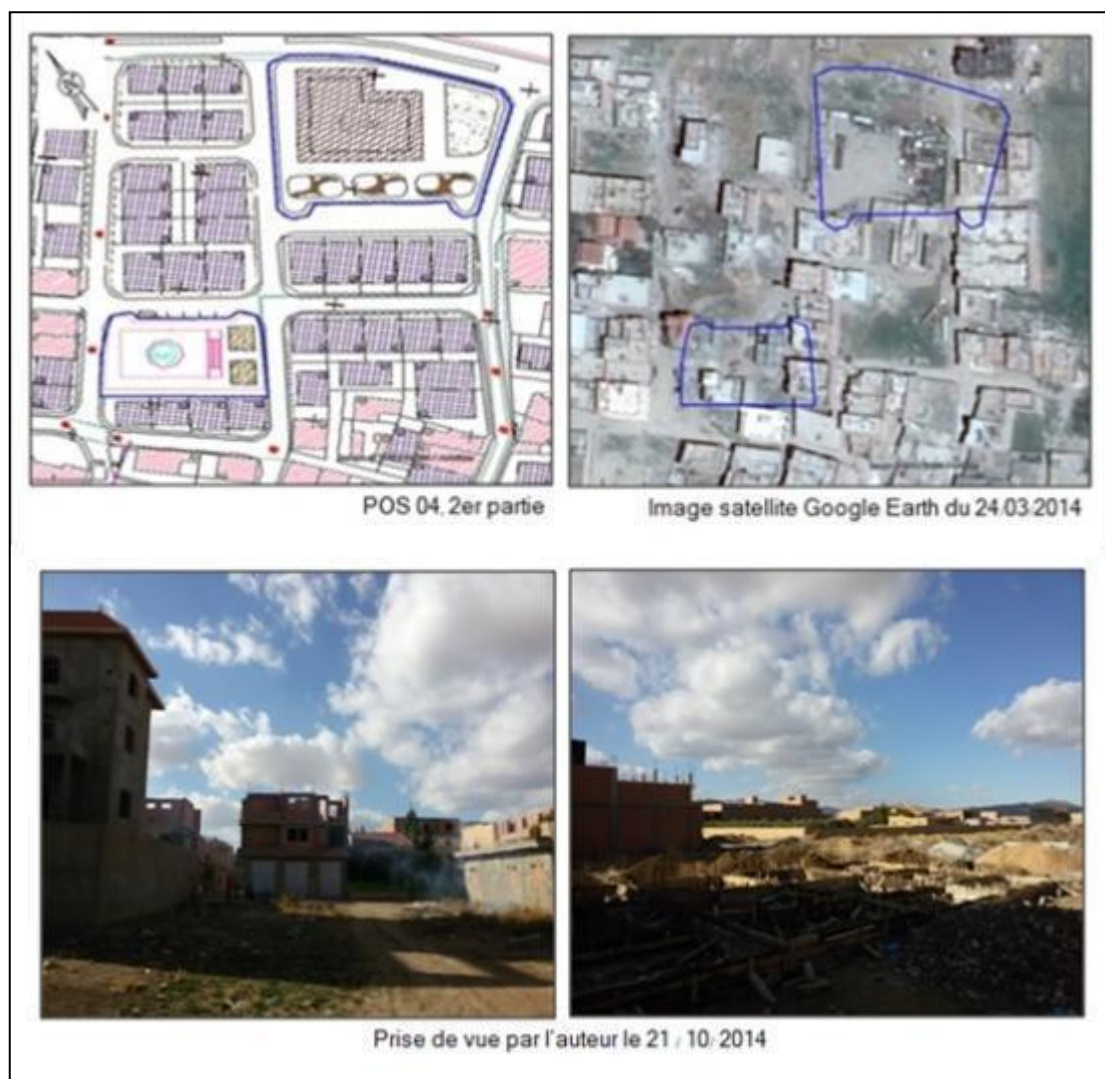 POS 04. 2er partie
Image satellite Google Earth du 24.03.2014
Prise de vue par l'auteur le 21 / 10/ 2014